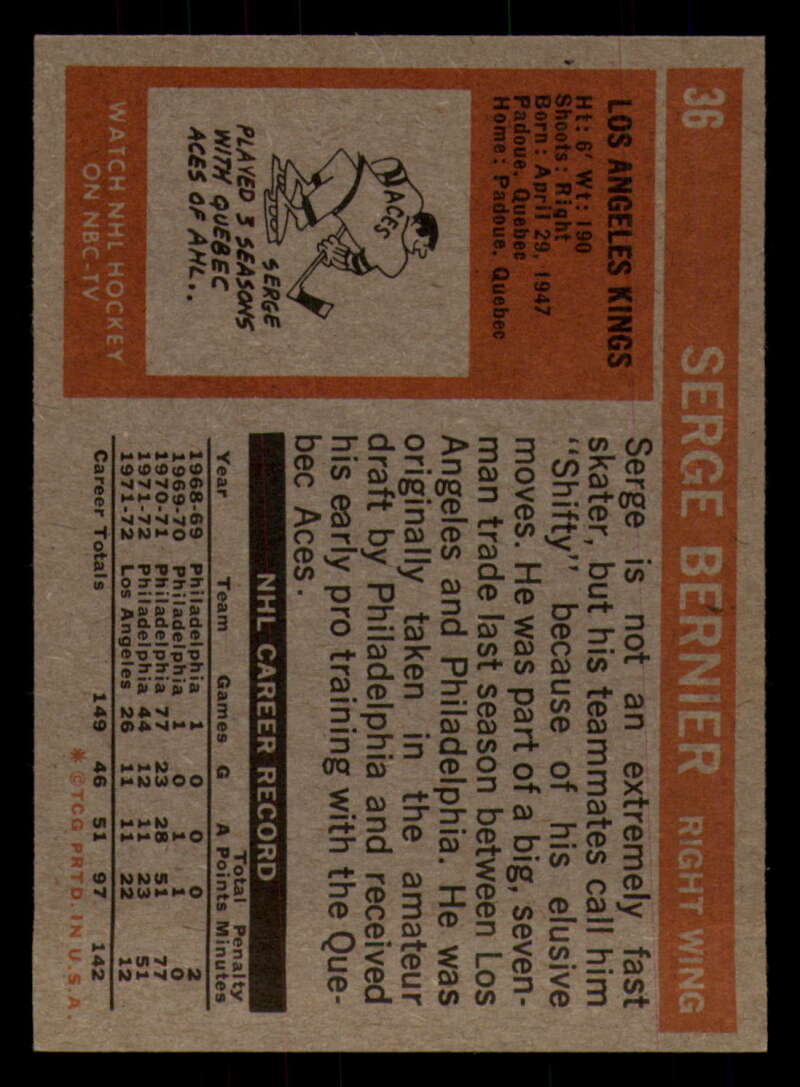 36 SERGE BERNIER RIGHT WING
LOS ANGELES KINGS
Ht: 6' Wt: 190
Shoots: Right
Born: April 29, 1947
Padoue, Quebec
Home: Padoue, Quebec
ACES
SERGE
PLAYED 3 SEASONS
WITH QUEBEC
ACES OF AHL..
WATCH NHL HOCKEY
ON NBC-TV
Serge is not an extremely fast
skater, but his teammates call him
"Shifty" because of his elusive
moves. He was part of a big, seven-
man trade last season between Los
Angeles and Philadelphia. He was
originally taken in the amateur
draft by Philadelphia and received
his early pro training with the Que-
bec Aces.
NHL CAREER RECORD
Total Penalty
Year Team Games G A Points Minutes
1968-69 Philadelphia 1 0 0 0 2
1969-70 Philadelphia 1 0 1 1 0
1970-71 Philadelphia 77 23 28 51 77
1971-72 Philadelphia 44 12 11 23 51
1971-72 Los Angeles 26 11 11 22 12
Career Totals 149 46 51 97 142
* © TCG PRTD. IN U.S.A.